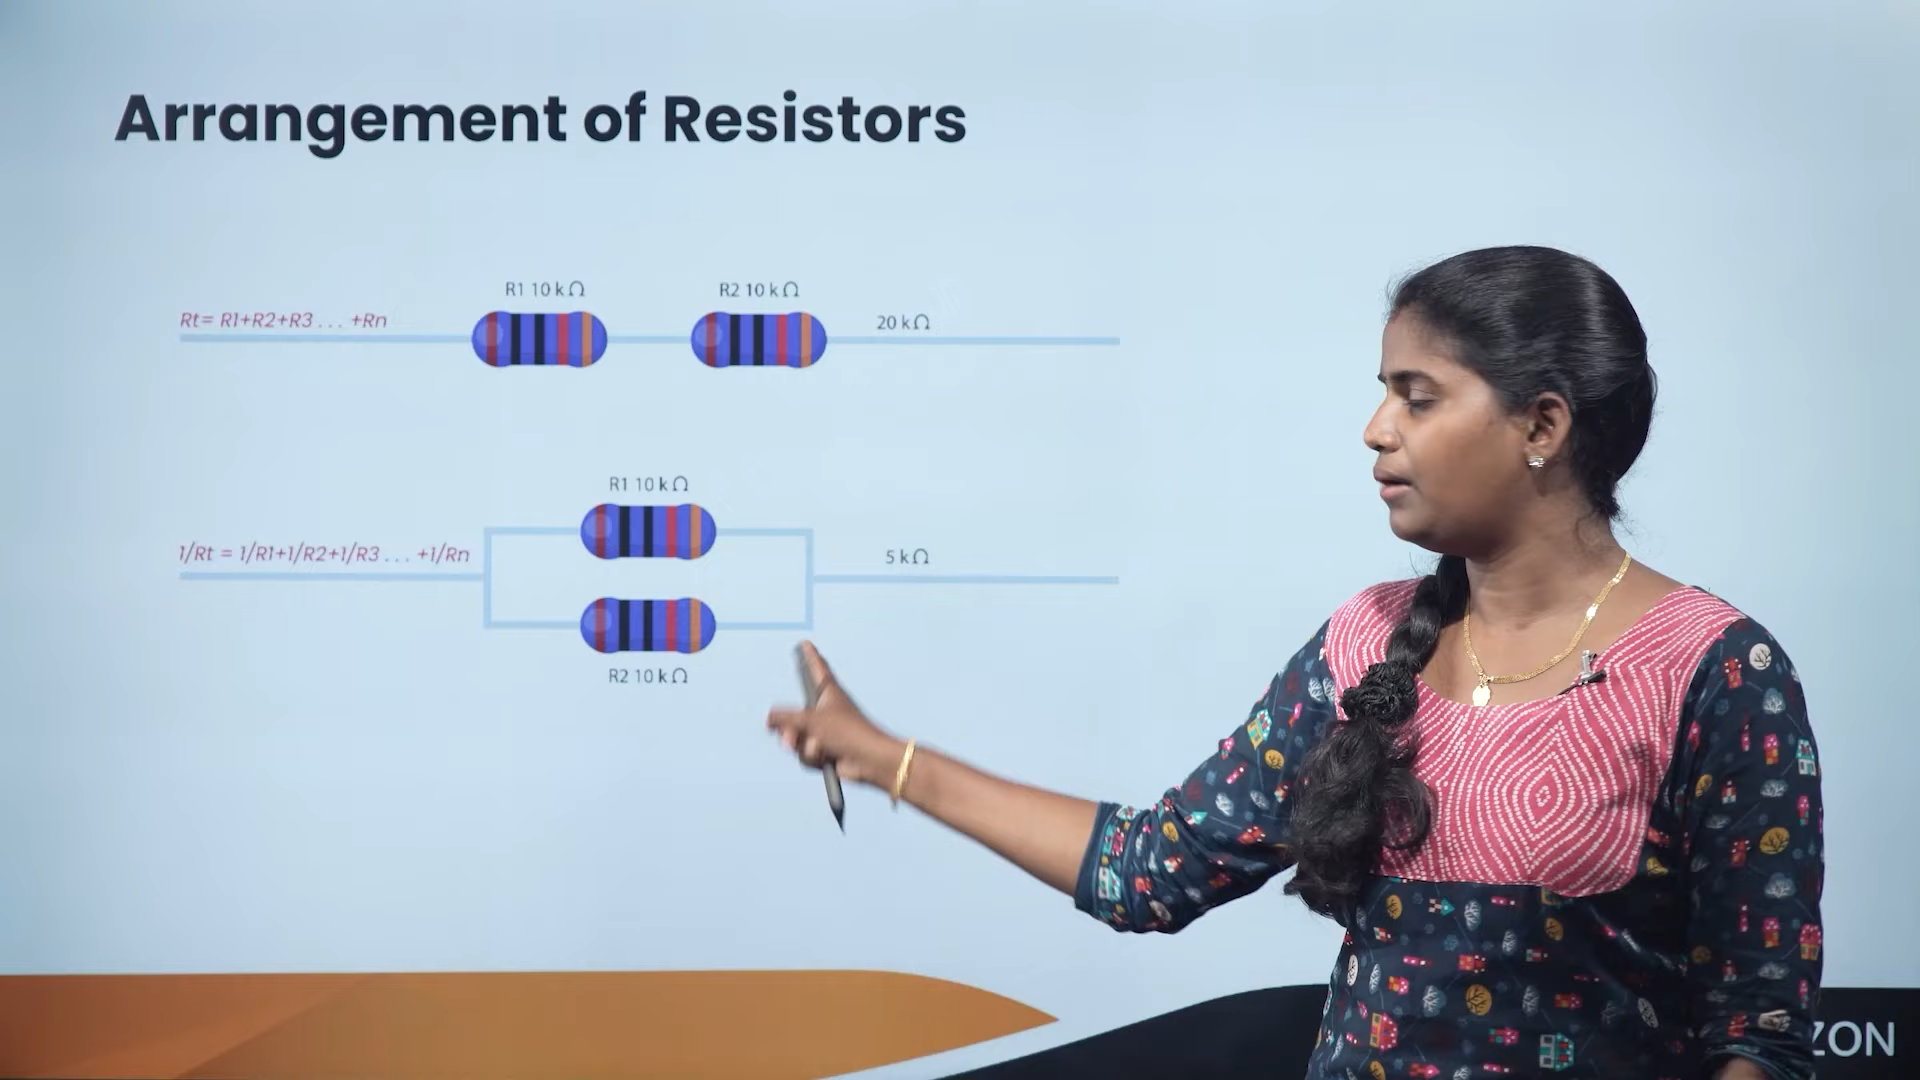 Arrangement of Resistors
R1 10 kΩ
R2 10 kΩ
Rt= R1+R2+R3 . . . +Rn
20 kΩ
R1 10 kΩ
1/Rt = 1/R1+1/R2+1/R3 . . . +1/Rn
5 kΩ
R2 10 kΩ
ZON